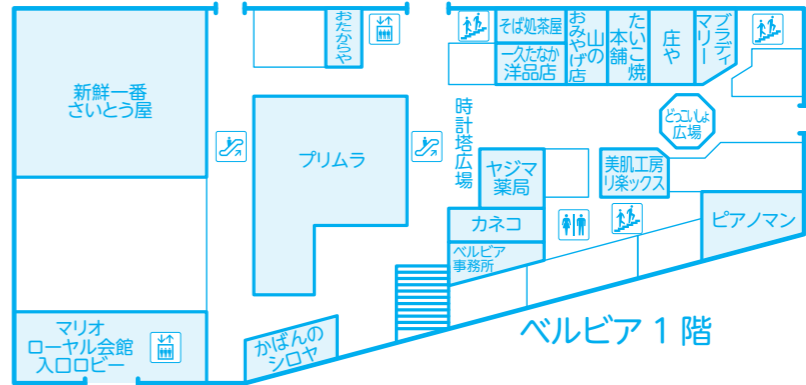 新鮮一番
さいとう屋
おたからや
プリムラ
時計塔広場
そば処茶屋
一久たなか
洋品店
山の
おみやげ店
たいこ焼
本舗
庄や
ブラディ
マリー
どっこいしょ
広場
ヤジマ
薬局
美肌工房
リ楽ックス
カネコ
ベルビア
事務所
ピアノマン
マリオ
ローヤル会館
入口ロビー
かばんの
シロヤ
ベルビア 1 階